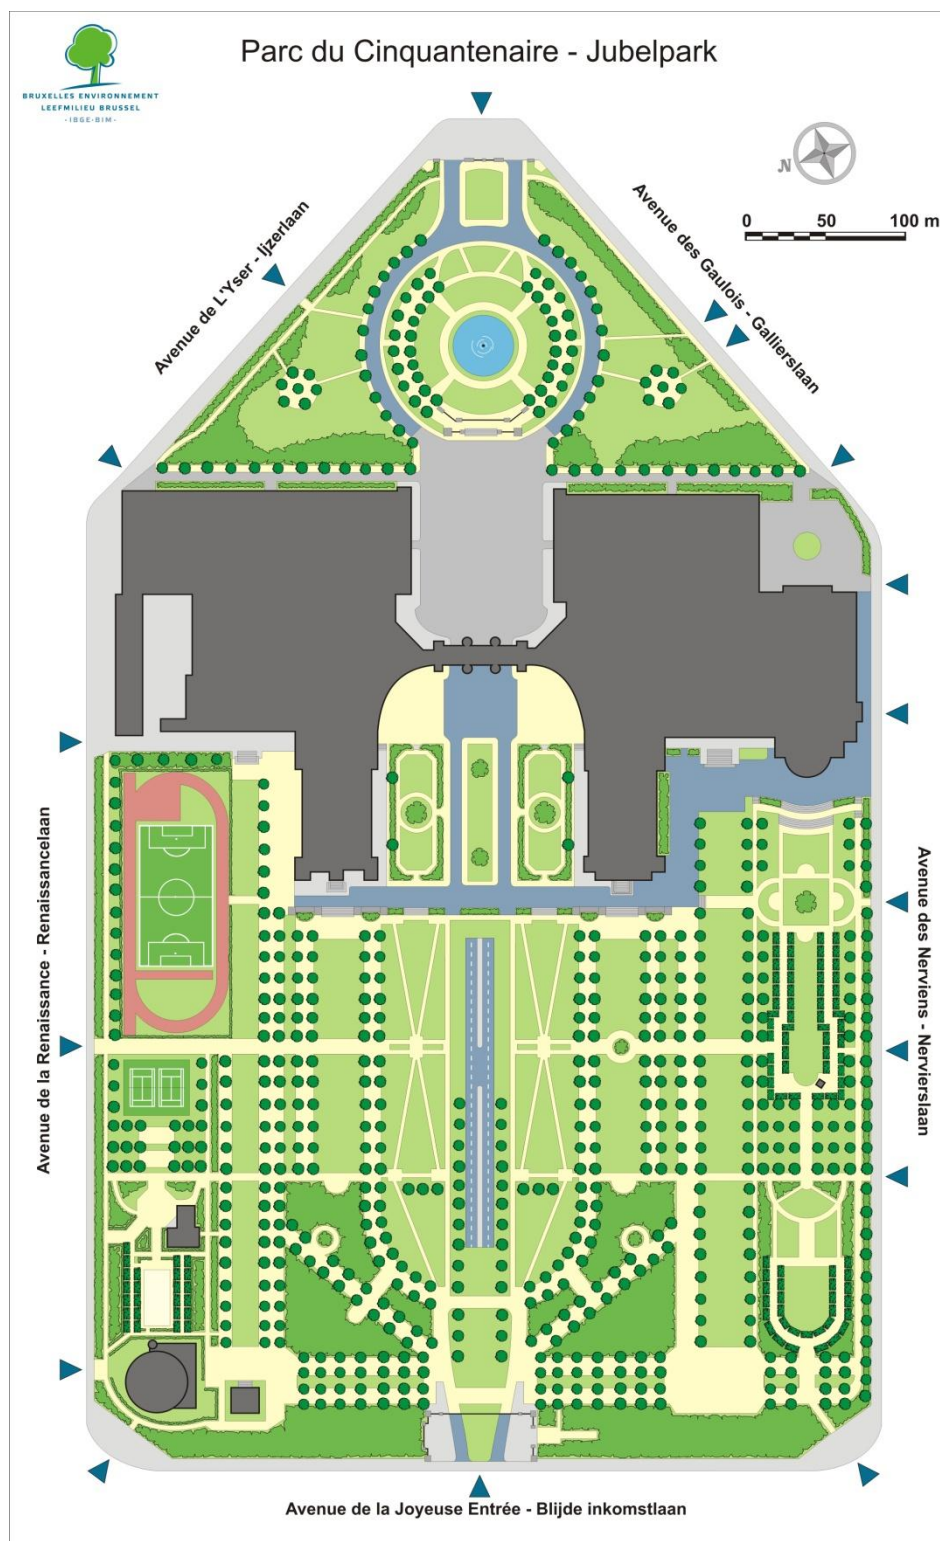 Parc du Cinquantenaire - Jubelpark
BRUXELLES ENVIRONNEMENT
LEEFMILIEU BRUSSEL
- IBGE·BIM -
N
0 50 100 m
Avenue de L'Yser - Ijzerlaan
Avenue des Gaulois - Gallierslaan
Avenue de la Renaissance - Renaissancelaan
Avenue des Nerviens - Nervierslaan
Avenue de la Joyeuse Entrée - Blijde inkomstlaan